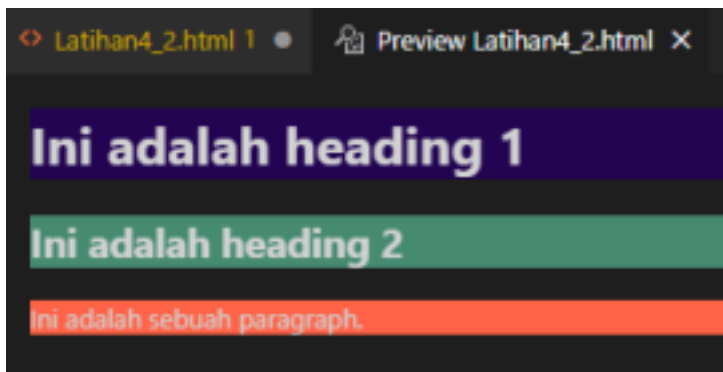 Latihan4_2.html 1 Preview Latihan4_2.html
Ini adalah heading 1
Ini adalah heading 2
Ini adalah sebuah paragraph.